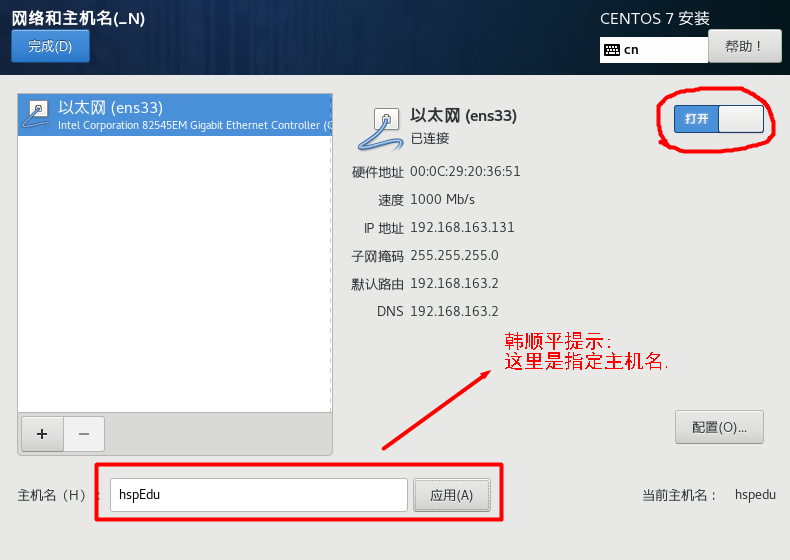 网络和主机名(_N)
CENTOS 7 安装
完成(D)
cn
帮助！
以太网 (ens33)
Intel Corporation 82545EM Gigabit Ethernet Controller (C
以太网 (ens33)
已连接
打开
硬件地址 00:0C:29:20:36:51
速度 1000 Mb/s
IP 地址 192.168.163.131
子网掩码 255.255.255.0
默认路由 192.168.163.2
DNS 192.168.163.2
韩顺平提示:
这里是指定主机名.
+ −
配置(O)...
主机名（H）： hspEdu 应用(A)
当前主机名： hspedu